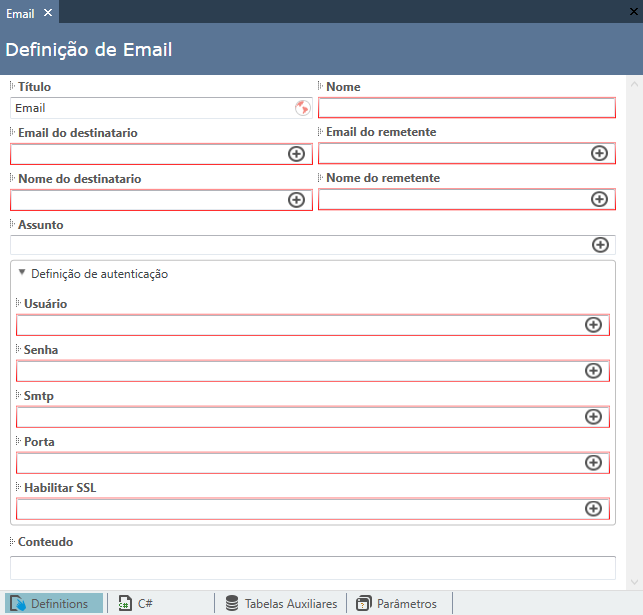 Email
Definição de Email
Título Nome
Email
Email do destinatario Email do remetente
Nome do destinatario Nome do remetente
Assunto
Definição de autenticação
Usuário
Senha
Smtp
Porta
Habilitar SSL
Conteudo
Definitions C# Tabelas Auxiliares Parâmetros